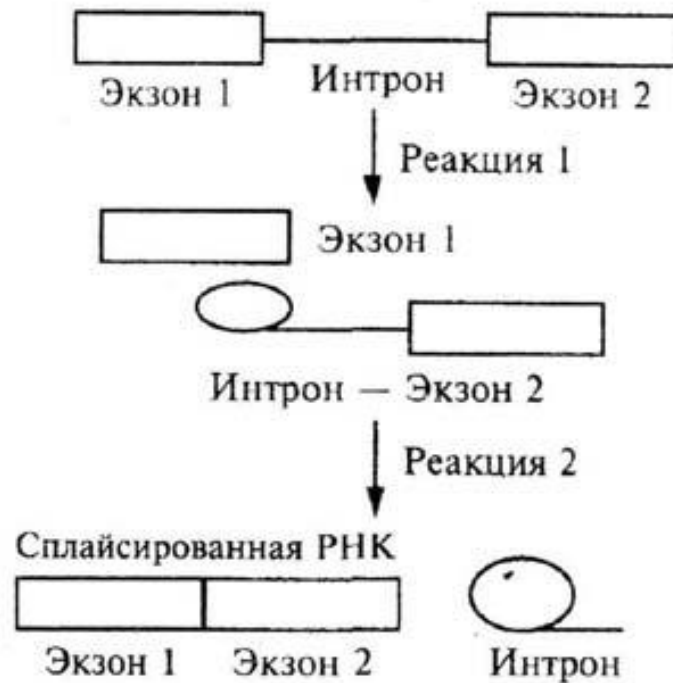 Экзон 1 Интрон Экзон 2
Реакция 1
Экзон 1
Интрон — Экзон 2
Реакция 2
Сплайсированная РНК
Экзон 1 Экзон 2 Интрон